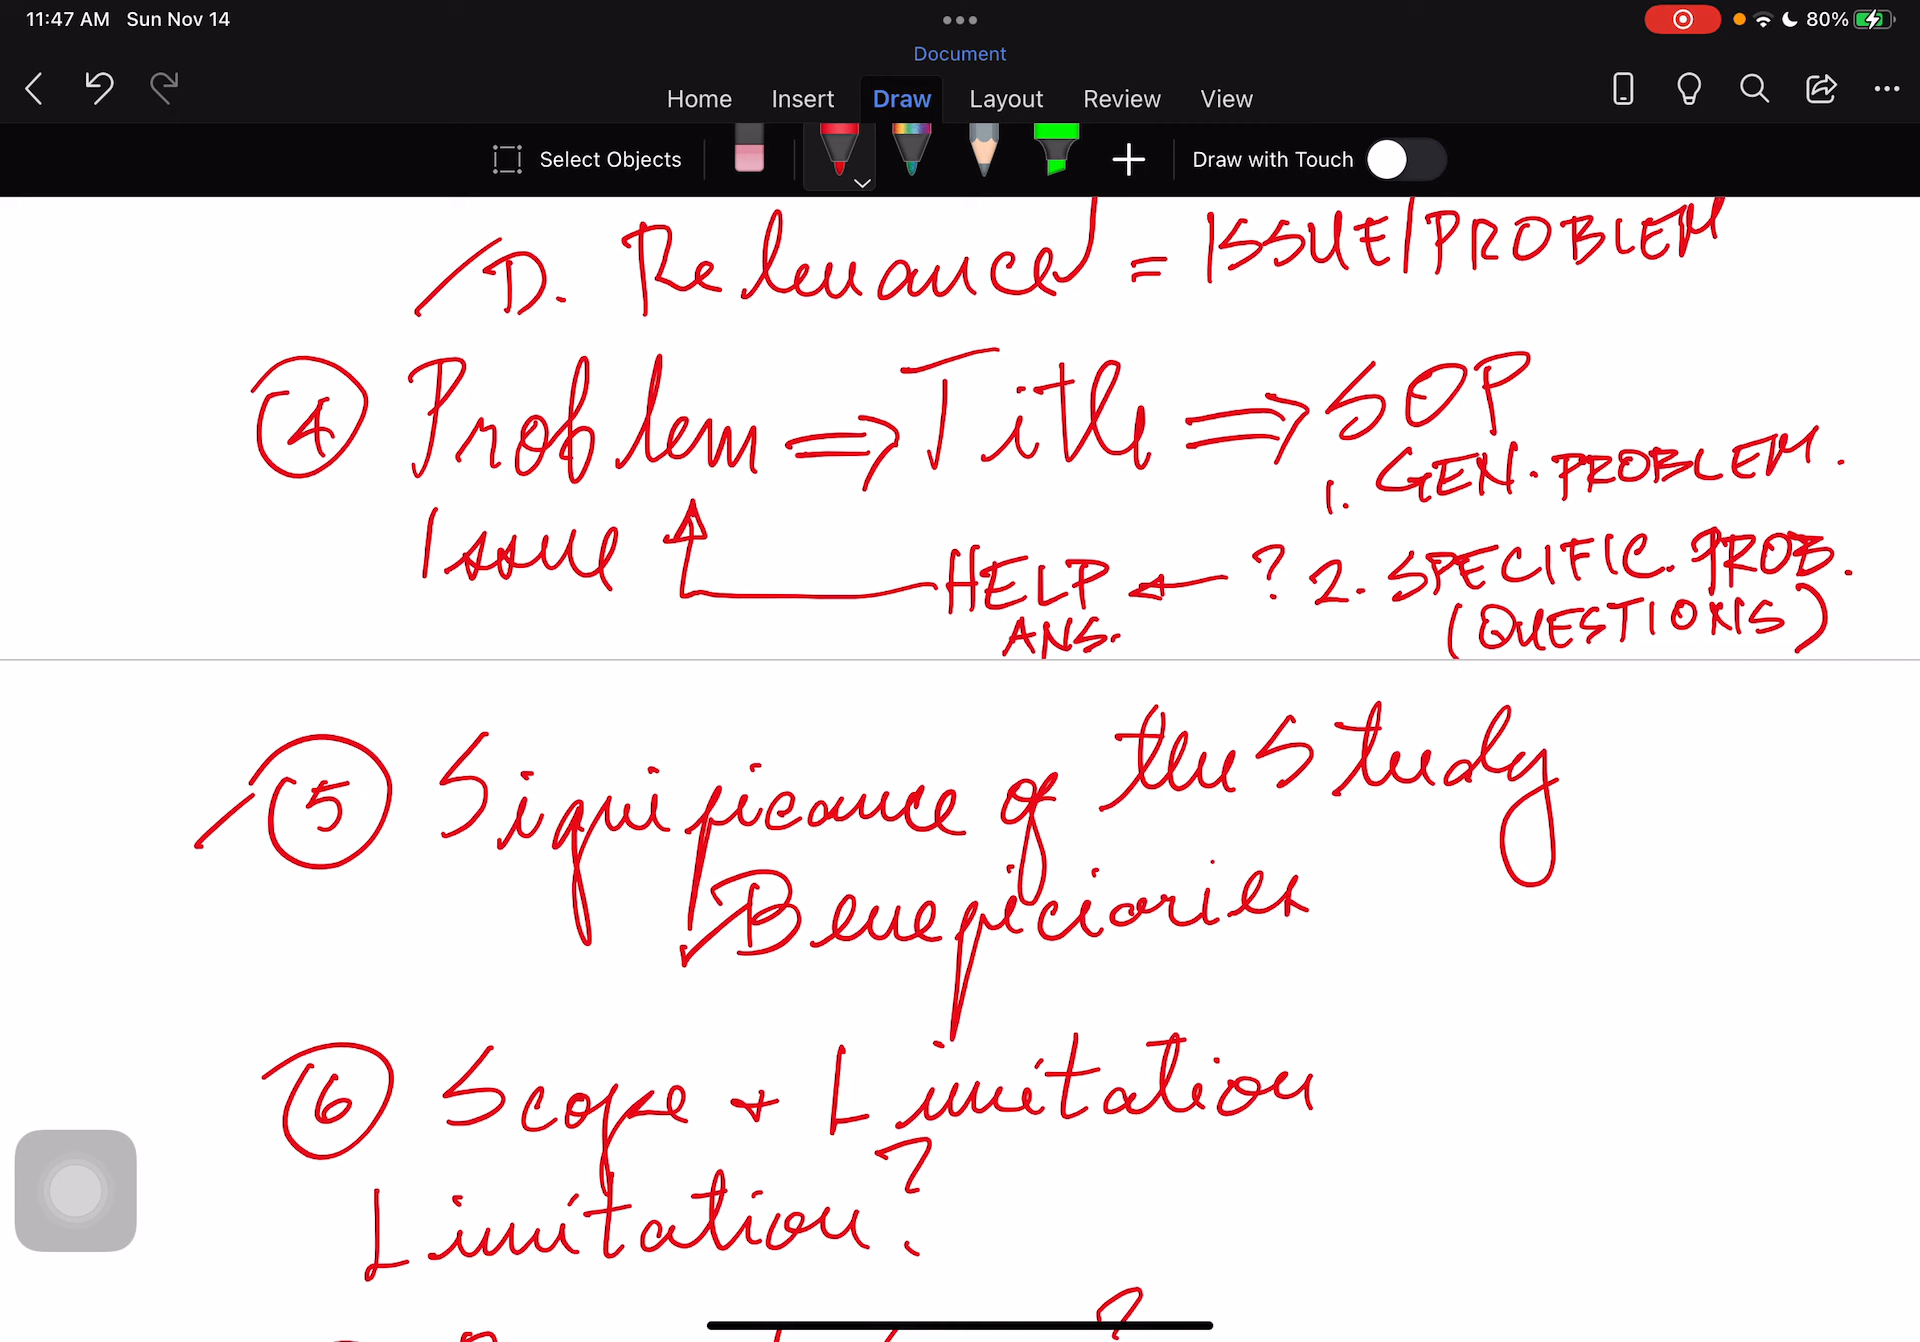 11:47 AM Sun Nov 14
80%
Document
Home Insert Draw Layout Review View
Select Objects
Draw with Touch
D. Relevance = ISSUE/PROBLEM
4 Problem ⇒ Title ⇒ SOP
1. GEN. PROBLEM.
Issue
HELP ← ? 2. SPECIFIC. PROB.
ANS. (QUESTIONS)
5 Significance of the Study
Beneficiaries
6 Scope + Limitation
Limitation?